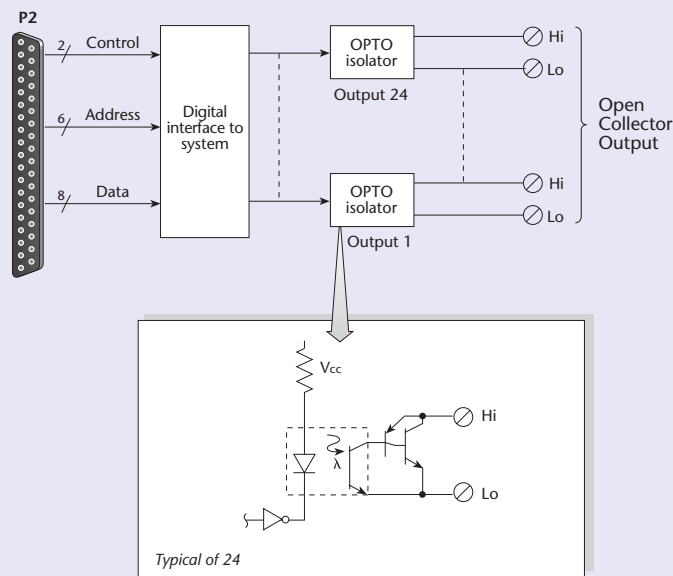 P2
2 Control
6 Address
8 Data
Digital
interface to
system
OPTO
isolator
Output 24
OPTO
isolator
Output 1
Hi
Lo
Hi
Lo
Open
Collector
Output
Vcc
λ
Hi
Lo
Typical of 24